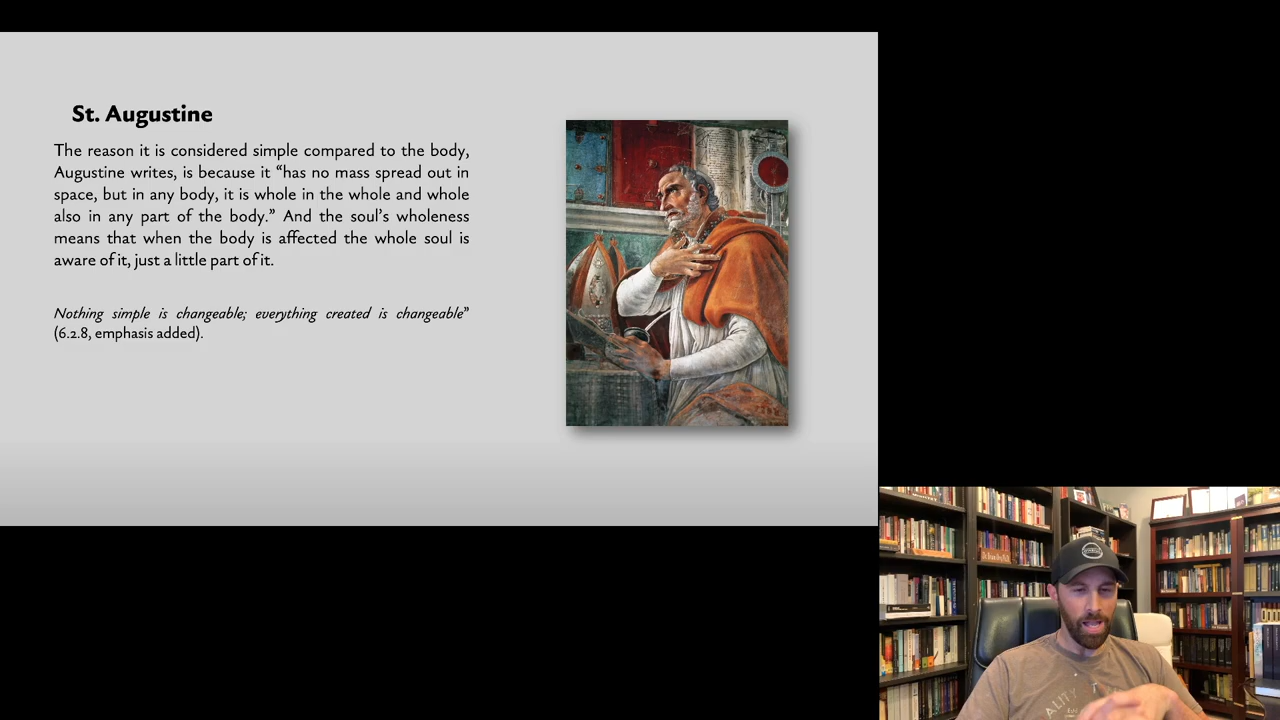 St. Augustine
The reason it is considered simple compared to the body,
Augustine writes, is because it “has no mass spread out in
space, but in any body, it is whole in the whole and whole
also in any part of the body.” And the soul’s wholeness
means that when the body is affected the whole soul is
aware of it, just a little part of it.
Nothing simple is changeable; everything created is changeable”
(6.2.8, emphasis added).